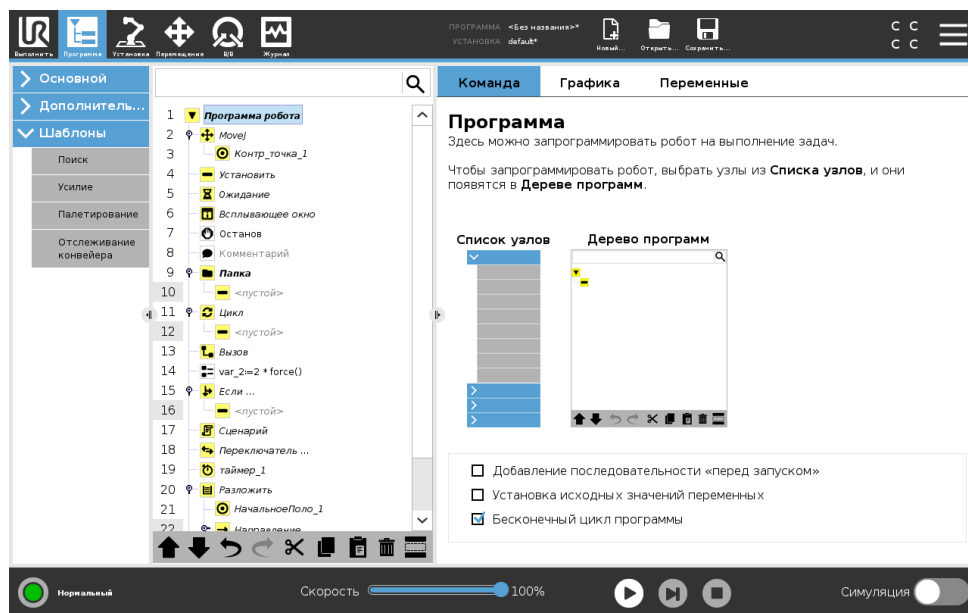 ПРОГРАММА <Без названия>*
УСТАНОВКА default*
Выполнить Программа Установка Перемещение В/В Журнал
Новый... Открыть... Сохранить...
C C
C C
Основной
Дополнитель...
Шаблоны
Поиск
Усилие
Палетирование
Отслеживание
конвейера
1 Программа робота
2 MoveJ
3 Контр_точка_1
4 Установить
5 Ожидание
6 Всплывающее окно
7 Останов
8 Комментарий
9 Папка
10 <пустой>
11 Цикл
12 <пустой>
13 Вызов
14 var_2:=2 * force()
15 Если ...
16 <пустой>
17 Сценарий
18 Переключатель ...
19 таймер_1
20 Разложить
21 НачальноеПоло_1
22 Направление
Команда Графика Переменные
Программа
Здесь можно запрограммировать робот на выполнение задач.
Чтобы запрограммировать робот, выбрать узлы из Списка узлов, и они
появятся в Дереве программ.
Список узлов Дерево программ
Добавление последовательности «перед запуском»
Установка исходных значений переменных
Бесконечный цикл программы
Нормальный
Скорость 100%
Симуляция